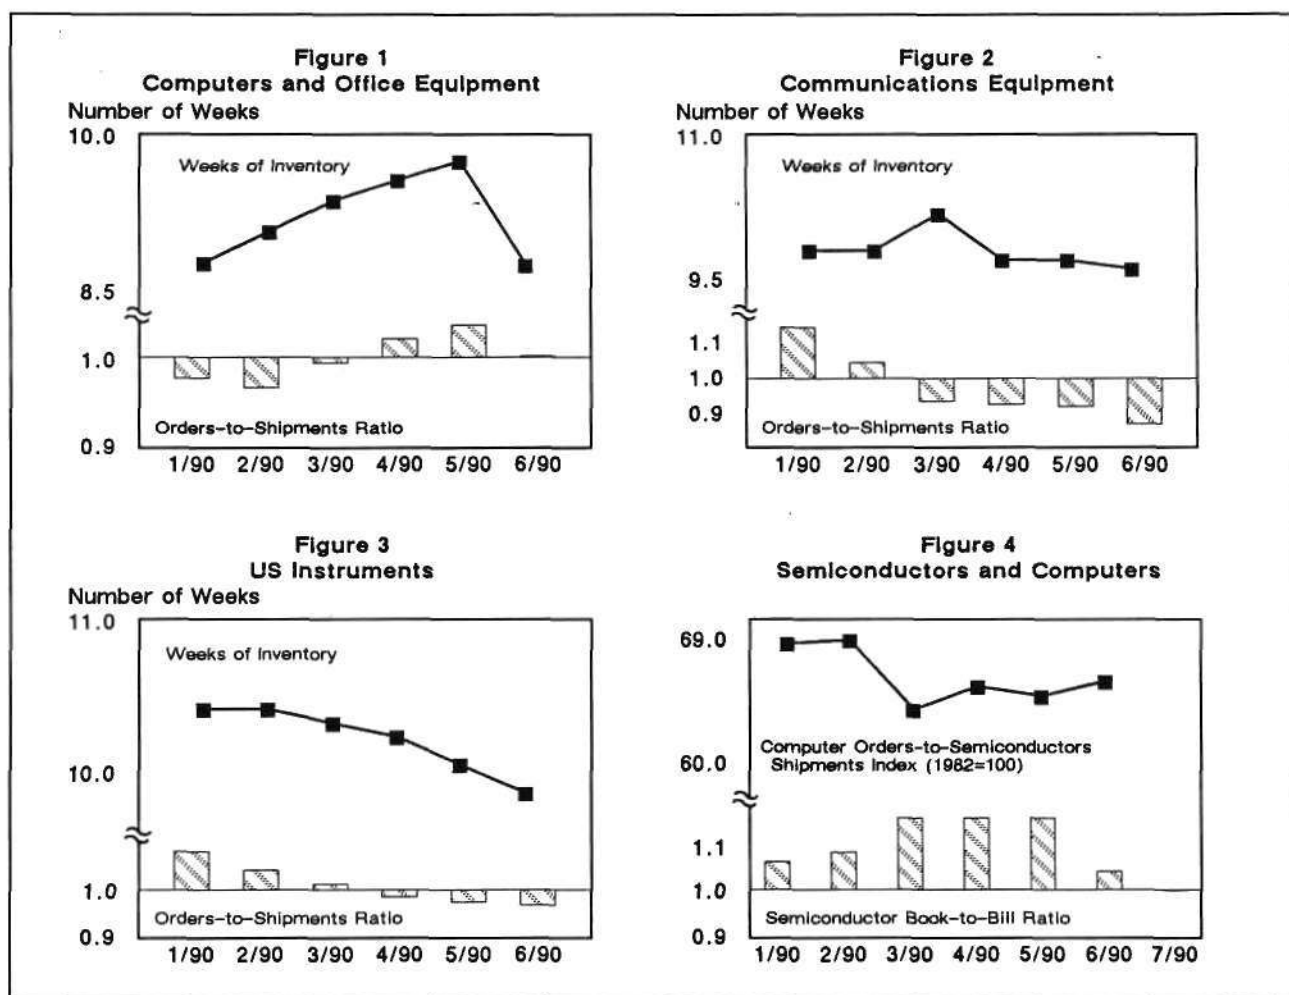 Figure 1
Computers and Office Equipment
Number of Weeks
10.0
Weeks of Inventory
8.5
1.0
Orders-to-Shipments Ratio
0.9
1/90 2/90 3/90 4/90 5/90 6/90
Figure 2
Communications Equipment
Number of Weeks
11.0
Weeks of Inventory
9.5
1.1
1.0
0.9
Orders-to-Shipments Ratio
1/90 2/90 3/90 4/90 5/90 6/90
Figure 3
US Instruments
Number of Weeks
11.0
Weeks of Inventory
10.0
1.0
Orders-to-Shipments Ratio
0.9
1/90 2/90 3/90 4/90 5/90 6/90
Figure 4
Semiconductors and Computers
69.0
Computer Orders-to-Semiconductors
60.0
Shipments Index (1982=100)
1.1
1.0
Semiconductor Book-to-Bill Ratio
0.9
1/90 2/90 3/90 4/90 5/90 6/90 7/90